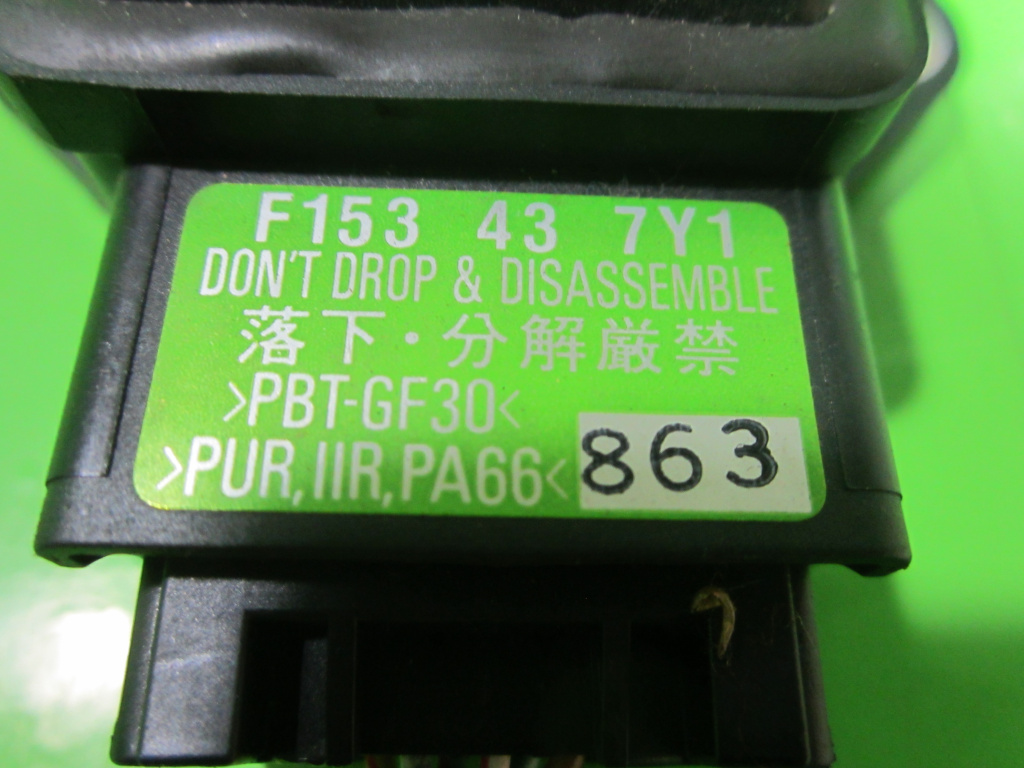 F153 43 7Y1
DON'T DROP & DISASSEMBLE
落下・分解厳禁
>PBT-GF30<
>PUR,IIR,PA66<
863